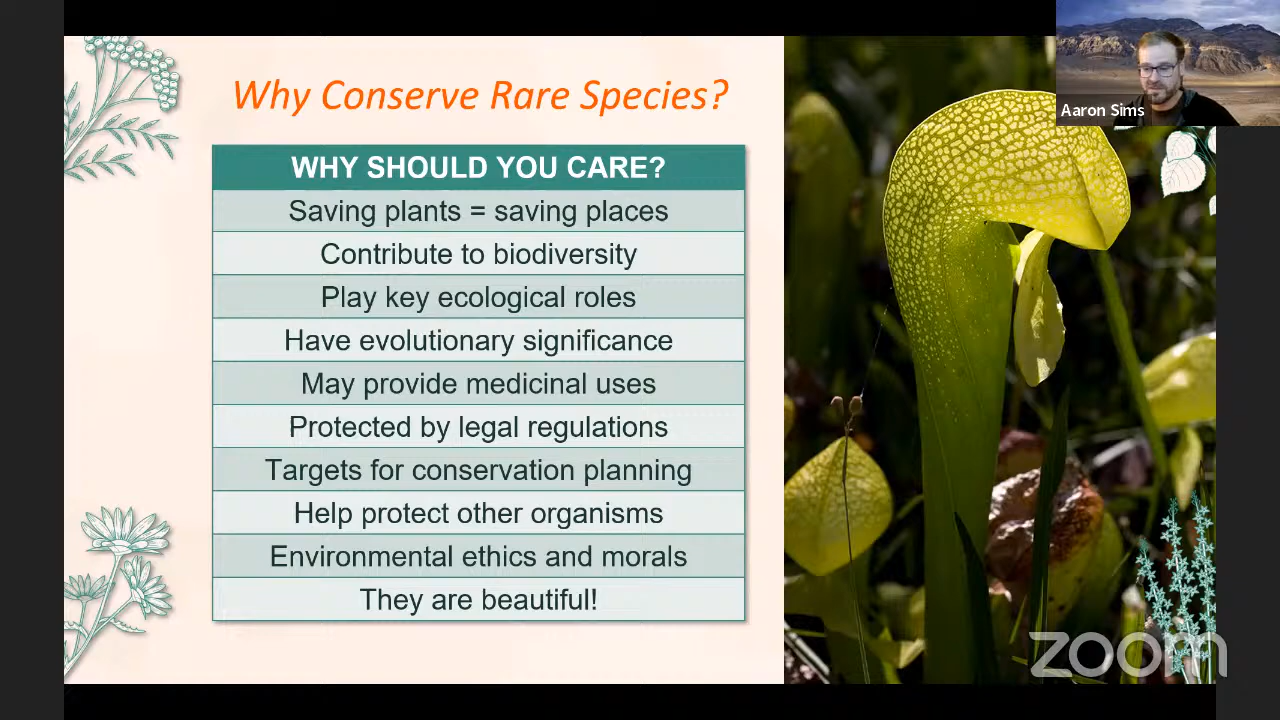 Why Conserve Rare Species?
WHY SHOULD YOU CARE?
Saving plants = saving places
Contribute to biodiversity
Play key ecological roles
Have evolutionary significance
May provide medicinal uses
Protected by legal regulations
Targets for conservation planning
Help protect other organisms
Environmental ethics and morals
They are beautiful!
Aaron Sims
zoom